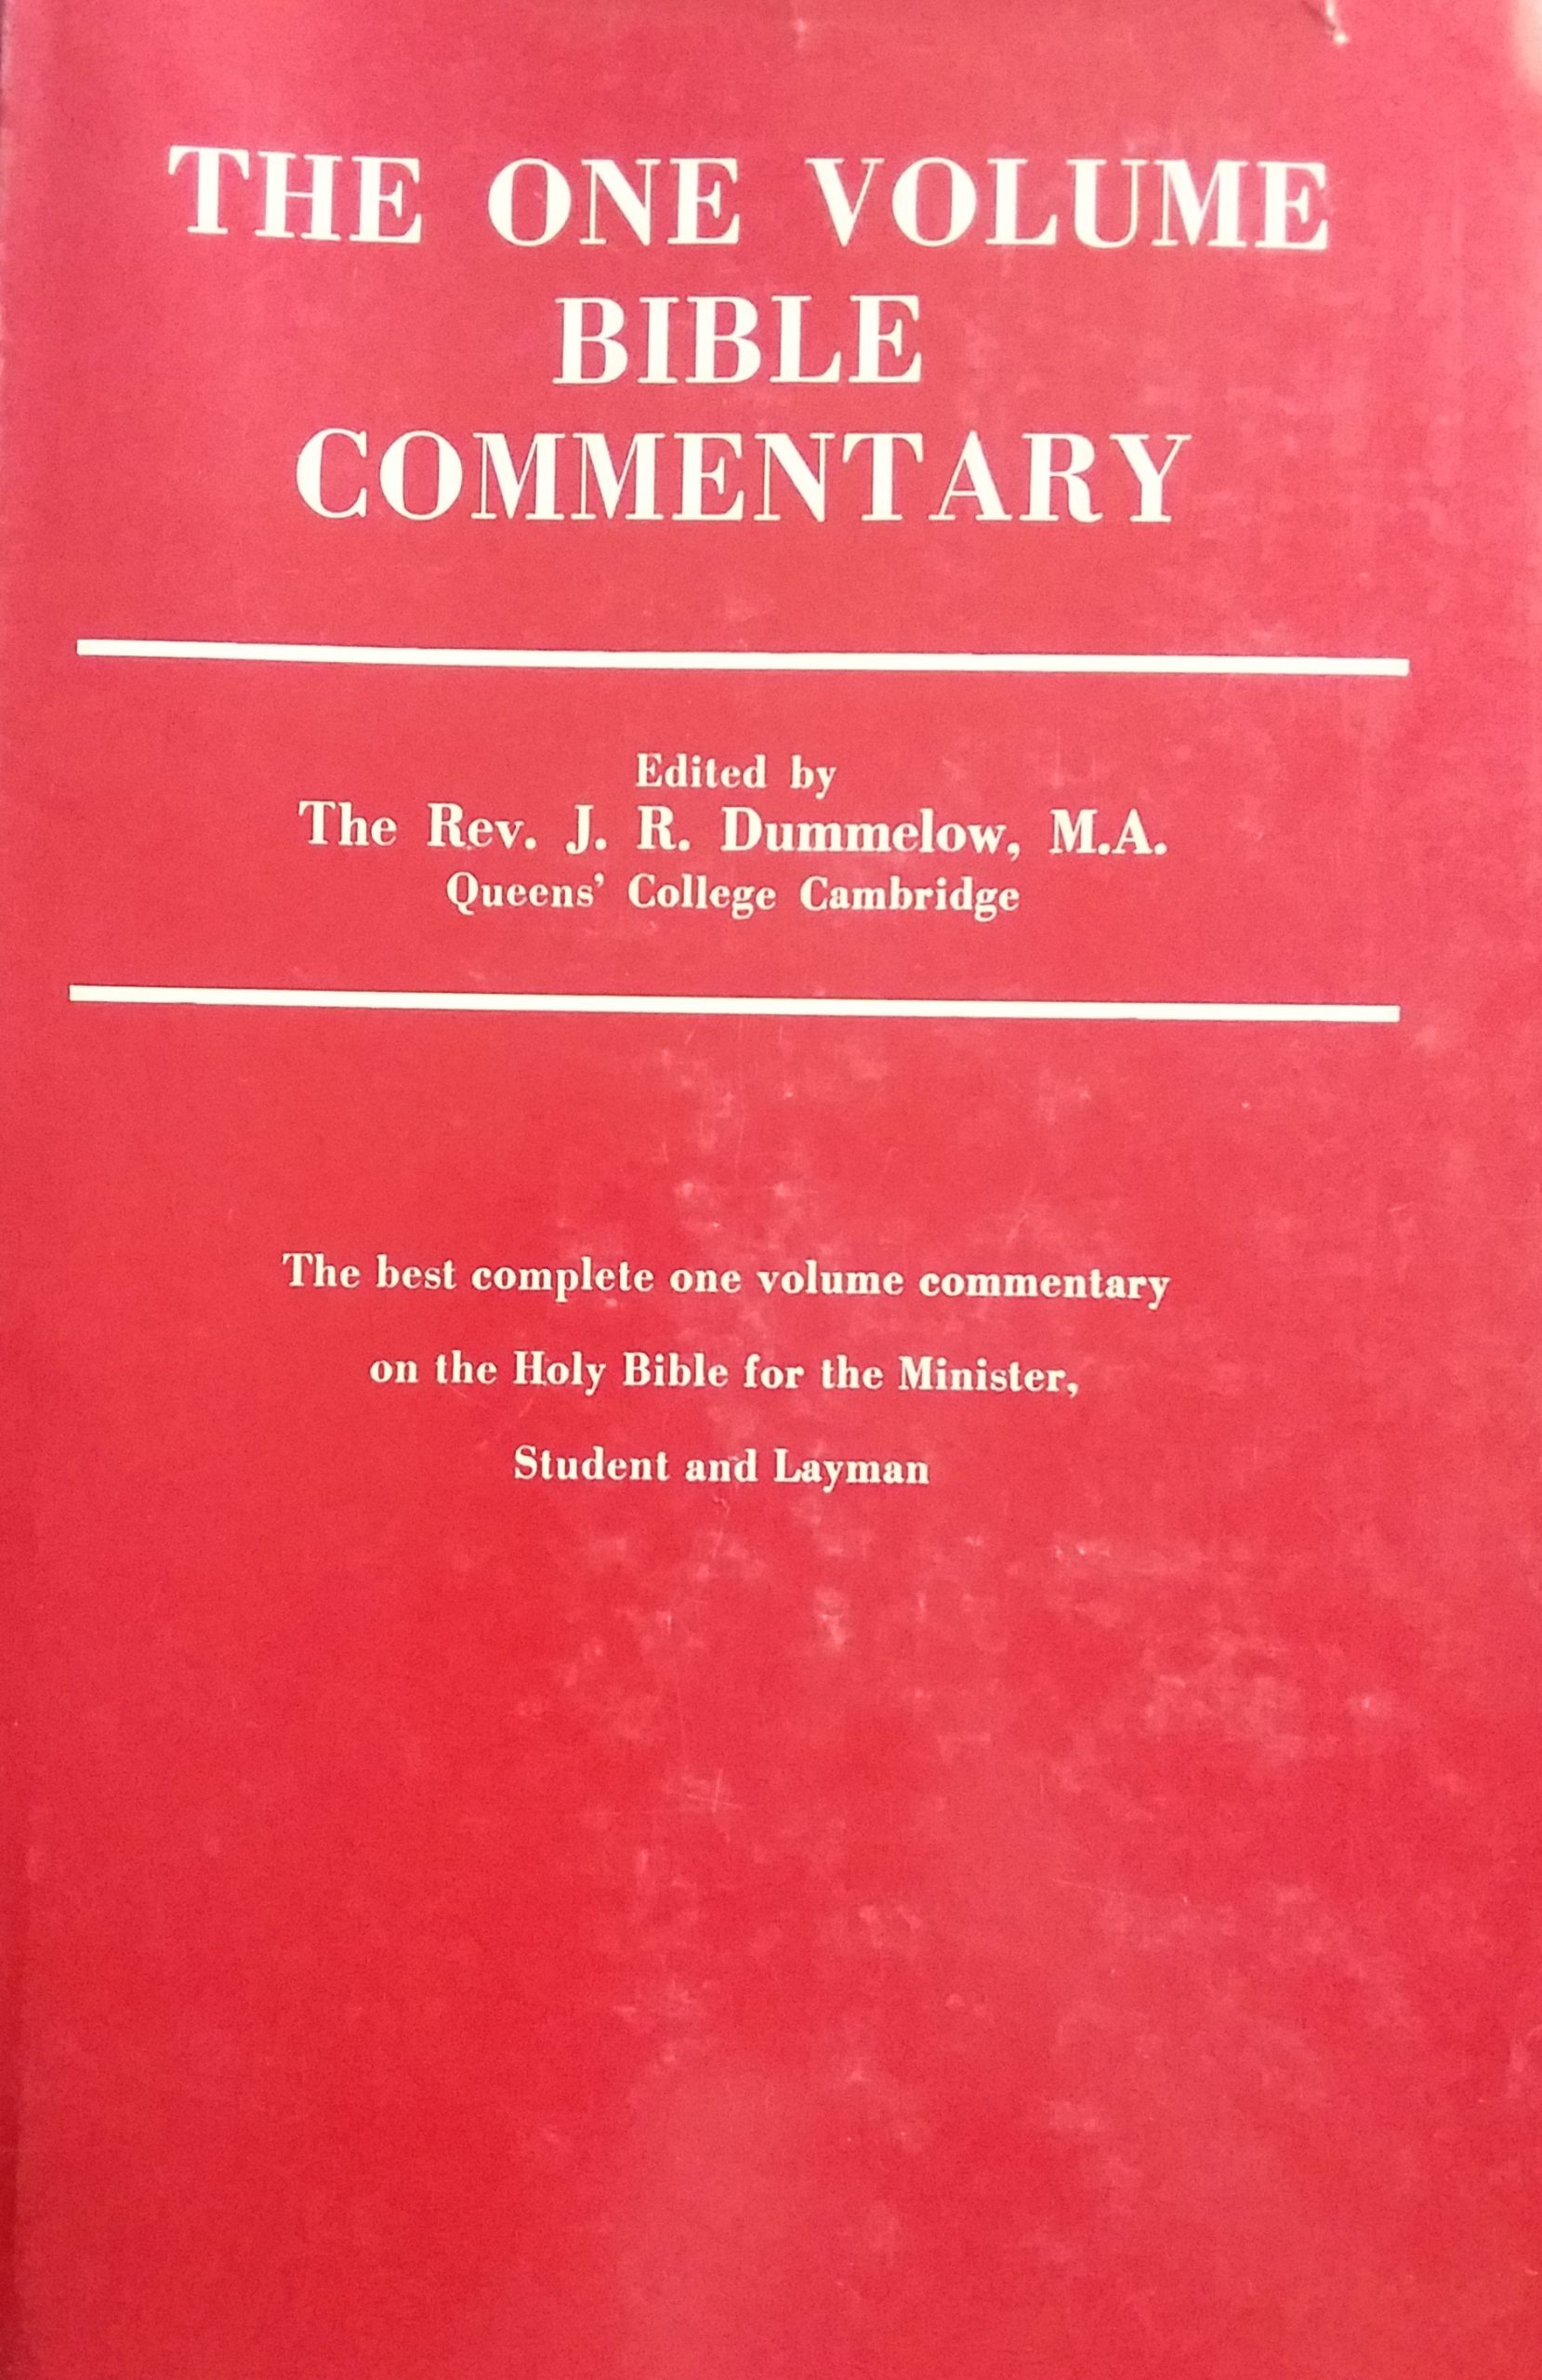 THE ONE VOLUME
BIBLE
COMMENTARY
Edited by
The Rev. J. R. Dummelow, M.A.
Queens’ College Cambridge
The best complete one volume commentary
on the Holy Bible for the Minister,
Student and Layman